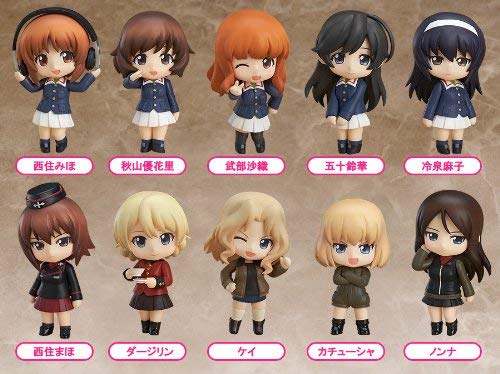 西住みほ
秋山優花里
武部沙織
五十鈴華
冷泉麻子
西住まほ
ダージリン
ケイ
カチューシャ
ノンナ